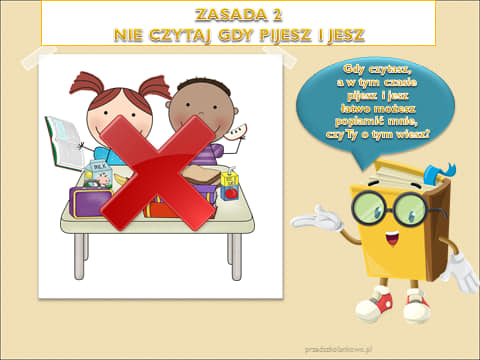 ZASADA 2
NIE CZYTAJ GDY PIJESZ I JESZ
Gdy czytasz,
a w tym czasie
pijesz i jesz
łatwo możesz
poplamić mnie,
czy Ty o tym wiesz?
MILK
przedszkolankowo.pl